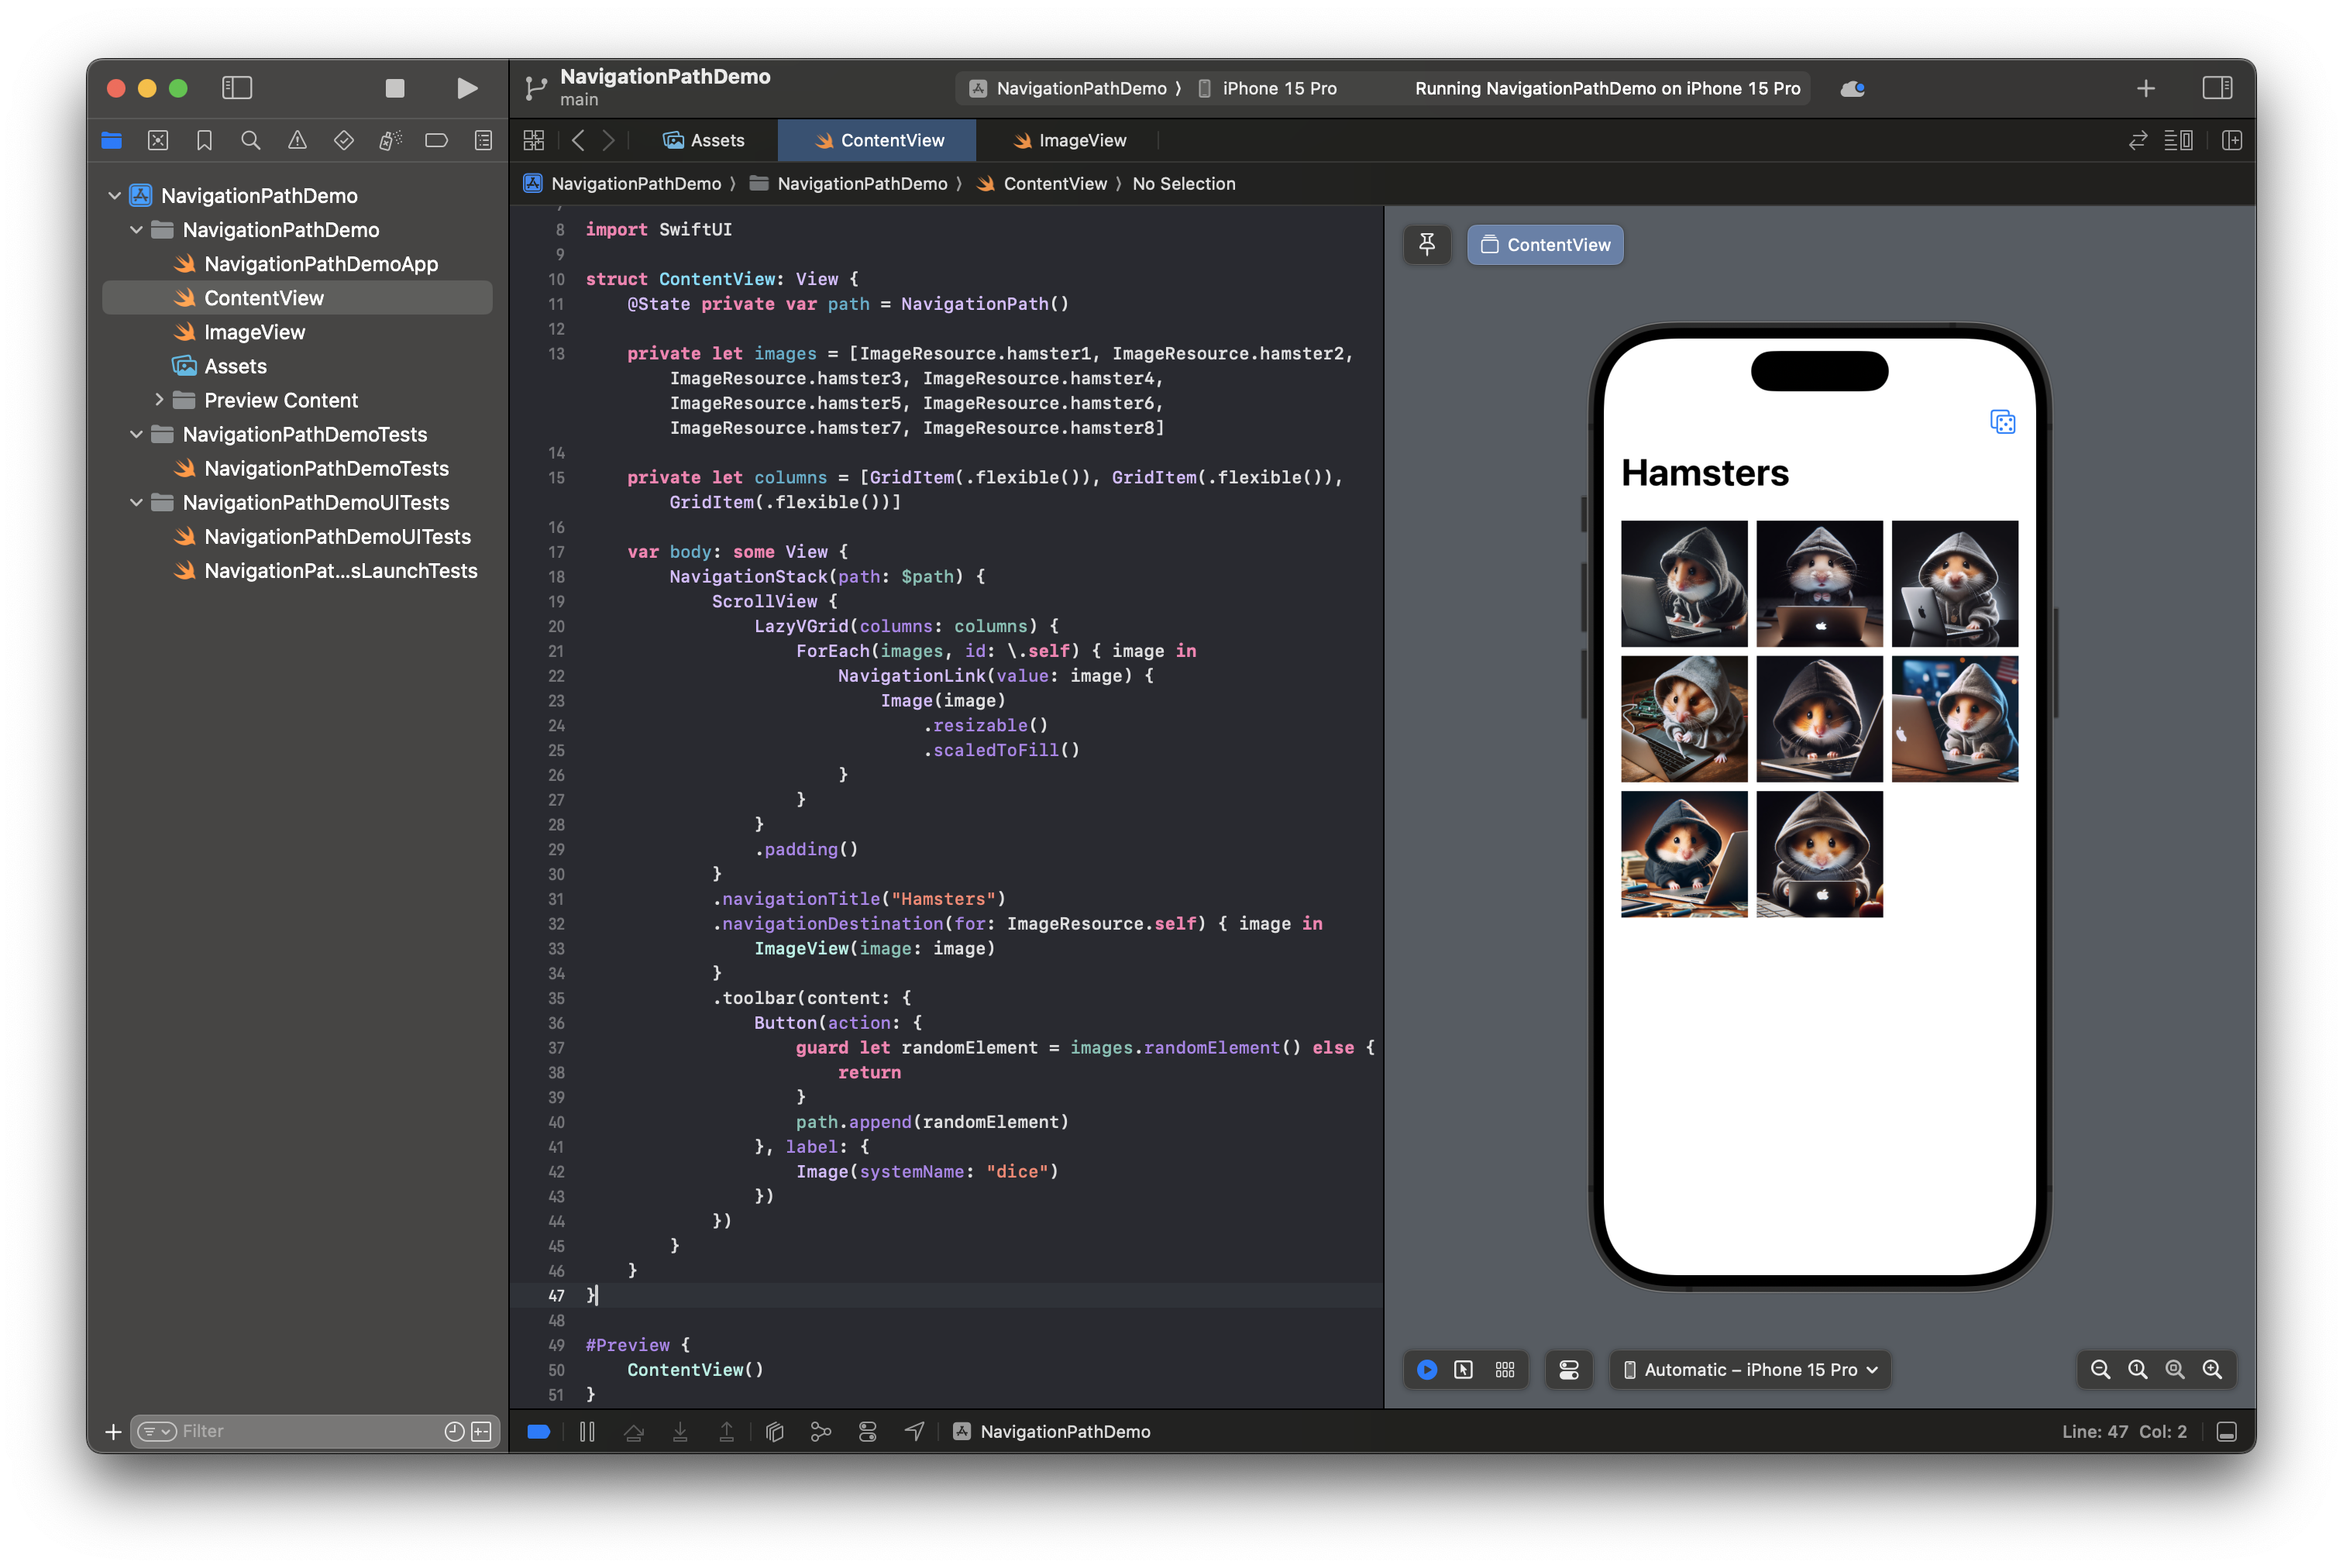 NavigationPathDemo
main
NavigationPathDemo 〉 iPhone 15 Pro
Running NavigationPathDemo on iPhone 15 Pro
Assets
ContentView
ImageView
NavigationPathDemo 〉 NavigationPathDemo 〉 ContentView 〉 No Selection
NavigationPathDemo
NavigationPathDemo
NavigationPathDemoApp
ContentView
ImageView
Assets
Preview Content
NavigationPathDemoTests
NavigationPathDemoTests
NavigationPathDemoUITests
NavigationPathDemoUITests
NavigationPat...sLaunchTests
Filter
8 import SwiftUI
9
10 struct ContentView: View {
11     @State private var path = NavigationPath()
12
13     private let images = [ImageResource.hamster1, ImageResource.hamster2,
        ImageResource.hamster3, ImageResource.hamster4,
        ImageResource.hamster5, ImageResource.hamster6,
        ImageResource.hamster7, ImageResource.hamster8]
14
15     private let columns = [GridItem(.flexible()), GridItem(.flexible()),
        GridItem(.flexible())]
16
17     var body: some View {
18         NavigationStack(path: $path) {
19             ScrollView {
20                 LazyVGrid(columns: columns) {
21                     ForEach(images, id: \.self) { image in
22                         NavigationLink(value: image) {
23                             Image(image)
24                                 .resizable()
25                                 .scaledToFill()
26                         }
27                     }
28                 }
29                 .padding()
30             }
31             .navigationTitle("Hamsters")
32             .navigationDestination(for: ImageResource.self) { image in
33                 ImageView(image: image)
34             }
35             .toolbar(content: {
36                 Button(action: {
37                     guard let randomElement = images.randomElement() else {
38                         return
39                     }
40                     path.append(randomElement)
41                 }, label: {
42                     Image(systemName: "dice")
43                 })
44             })
45         }
46     }
47 }
48
49 #Preview {
50     ContentView()
51 }
ContentView
Hamsters
Automatic – iPhone 15 Pro
NavigationPathDemo
Line: 47 Col: 2